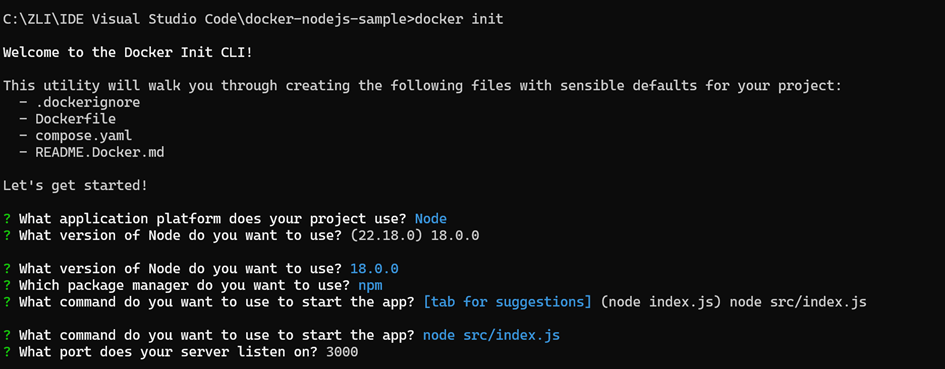 C:\ZLI\IDE Visual Studio Code\docker-nodejs-sample>docker init
Welcome to the Docker Init CLI!
This utility will walk you through creating the following files with sensible defaults for your project:
  - .dockerignore
  - Dockerfile
  - compose.yaml
  - README.Docker.md
Let's get started!
? What application platform does your project use? Node
? What version of Node do you want to use? (22.18.0) 18.0.0
? What version of Node do you want to use? 18.0.0
? Which package manager do you want to use? npm
? What command do you want to use to start the app? [tab for suggestions] (node index.js) node src/index.js
? What command do you want to use to start the app? node src/index.js
? What port does your server listen on? 3000